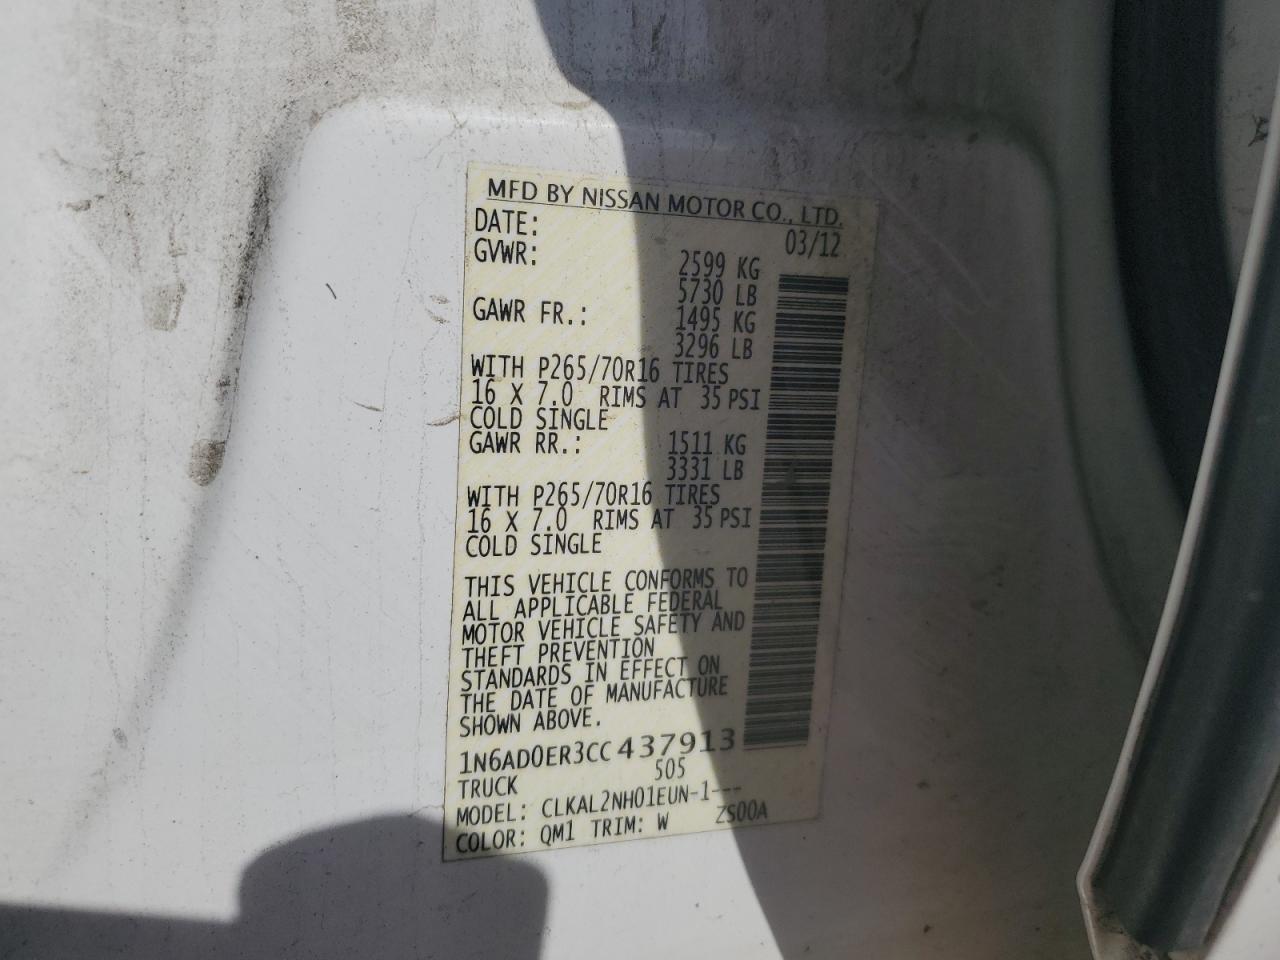 MFD BY NISSAN MOTOR CO., LTD.
DATE: 03/12
GVWR: 2599 KG
5730 LB
GAWR FR.: 1495 KG
3296 LB
WITH P265/70R16 TIRES
16 X 7.0 RIMS AT 35 PSI
COLD SINGLE
GAWR RR.: 1511 KG
3331 LB
WITH P265/70R16 TIRES
16 X 7.0 RIMS AT 35 PSI
COLD SINGLE
THIS VEHICLE CONFORMS TO
ALL APPLICABLE FEDERAL
MOTOR VEHICLE SAFETY AND
THEFT PREVENTION
STANDARDS IN EFFECT ON
THE DATE OF MANUFACTURE
SHOWN ABOVE.
1N6AD0ER3CC437913
TRUCK 505
MODEL: CLKAL2NH01EUN-1---
COLOR: QM1 TRIM: W ZS00A